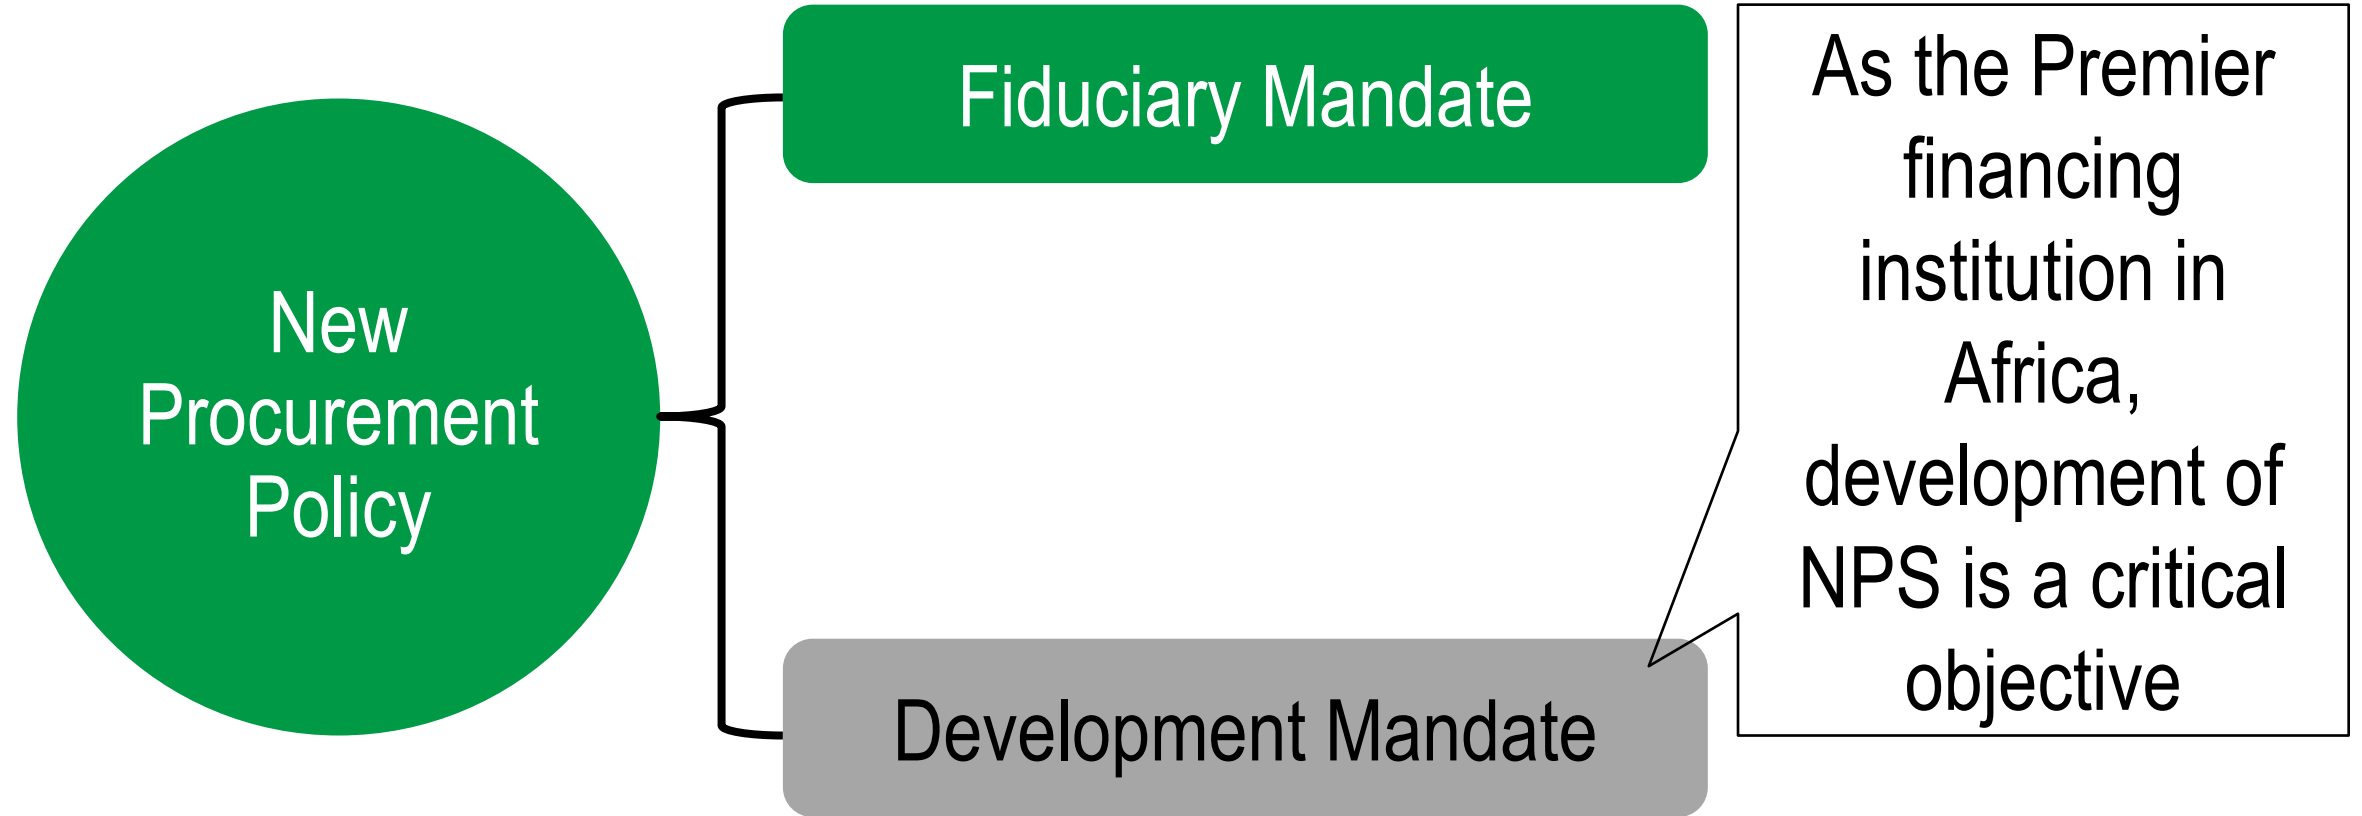 New
Procurement
Policy
Fiduciary Mandate
Development Mandate
As the Premier
financing
institution in
Africa,
development of
NPS is a critical
objective